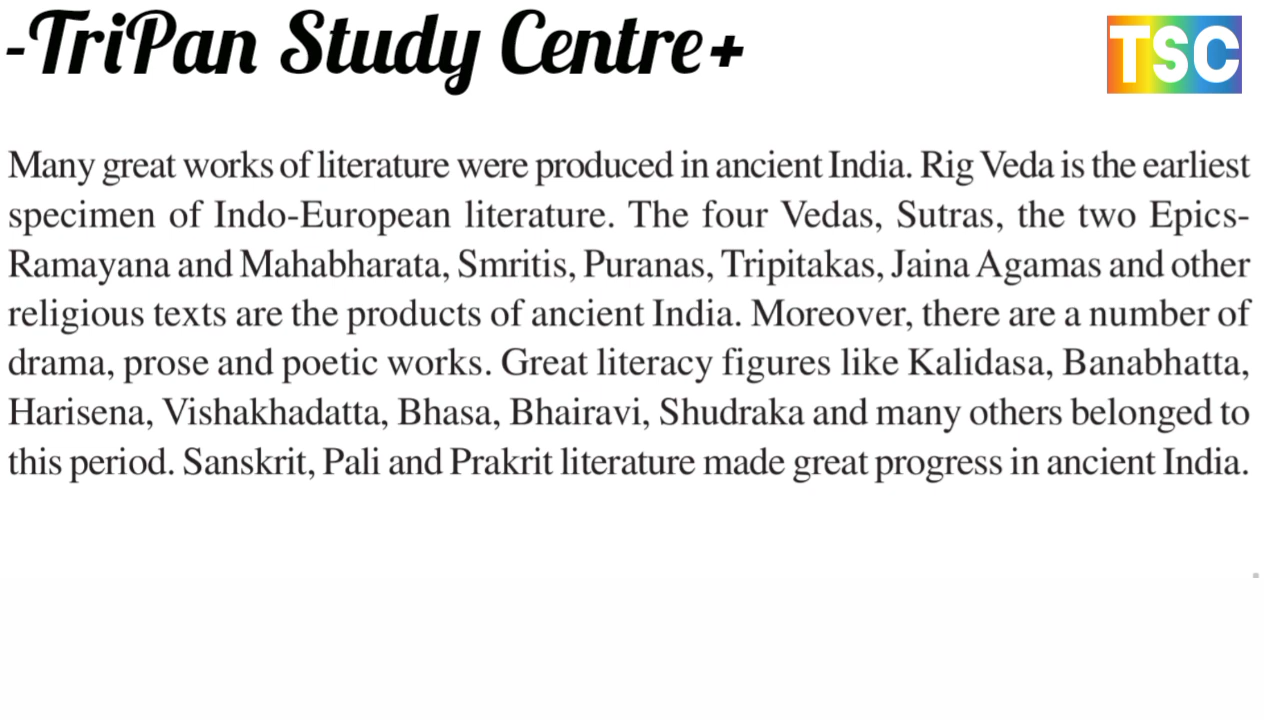 -TriPan Study Centre+
TSC
Many great works of literature were produced in ancient India. Rig Veda is the earliest
specimen of Indo-European literature. The four Vedas, Sutras, the two Epics-
Ramayana and Mahabharata, Smritis, Puranas, Tripitakas, Jaina Agamas and other
religious texts are the products of ancient India. Moreover, there are a number of
drama, prose and poetic works. Great literacy figures like Kalidasa, Banabhatta,
Harisena, Vishakhadatta, Bhasa, Bhairavi, Shudraka and many others belonged to
this period. Sanskrit, Pali and Prakrit literature made great progress in ancient India.